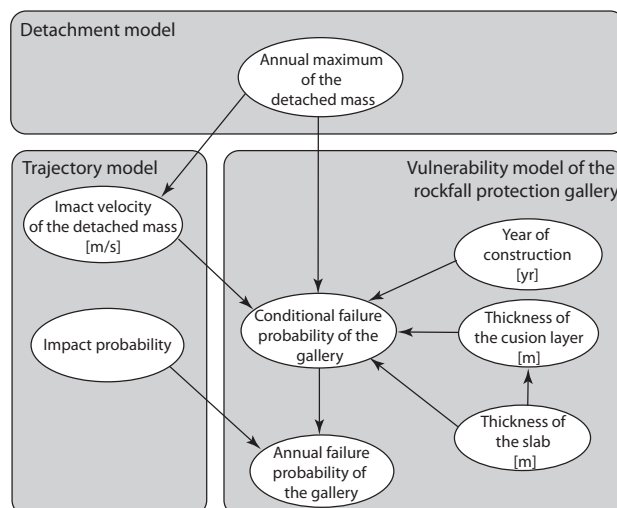 Detachment model
Annual maximum
of the
detached mass
Trajectory model
Imact velocity
of the detached mass
[m/s]
Impact probability
Vulnerability model of the
rockfall protection gallery
Year of
construction
[yr]
Conditional failure
probability of the
gallery
Thickness of
the cusion layer
[m]
Thickness of
the slab
[m]
Annual failure
probability of
the gallery